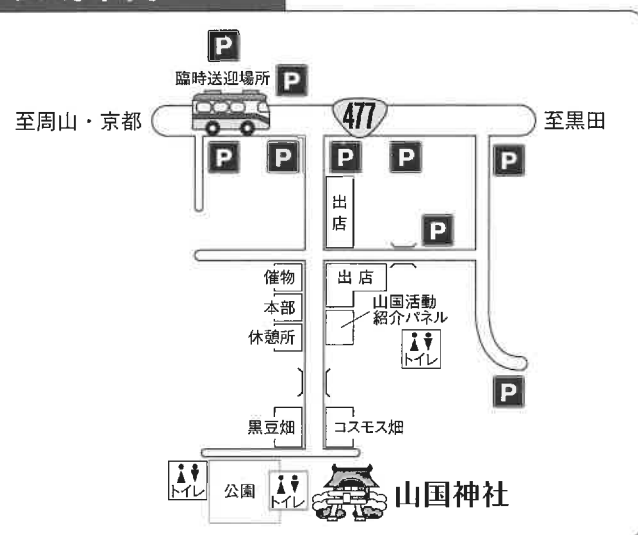 P
臨時送迎場所
P
至周山・京都
477
至黒田
P
P
P
P
P
出店
P
催物
出店
本部
山国活動
紹介パネル
休憩所
トイレ
P
黒豆畑
コスモス畑
トイレ
公園
トイレ
山国神社